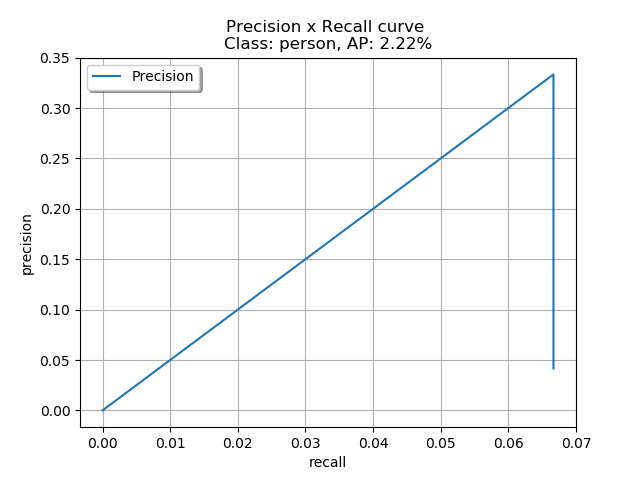 Precision x Recall curve
Class: person, AP: 2.22%
Precision
0.35
0.30
0.25
0.20
0.15
0.10
0.05
0.00
precision
0.00 0.01 0.02 0.03 0.04 0.05 0.06 0.07
recall